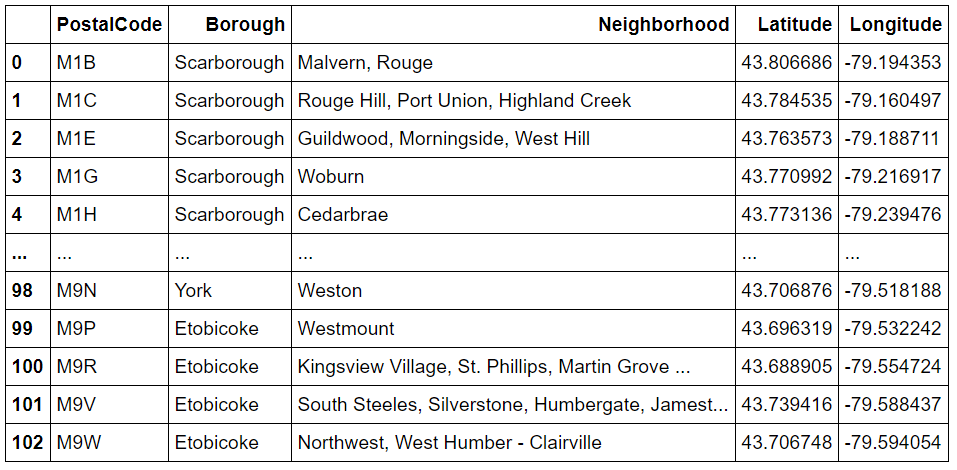 PostalCode Borough Neighborhood Latitude Longitude
0 M1B Scarborough Malvern, Rouge 43.806686 -79.194353
1 M1C Scarborough Rouge Hill, Port Union, Highland Creek 43.784535 -79.160497
2 M1E Scarborough Guildwood, Morningside, West Hill 43.763573 -79.188711
3 M1G Scarborough Woburn 43.770992 -79.216917
4 M1H Scarborough Cedarbrae 43.773136 -79.239476
... ... ... ... ... ...
98 M9N York Weston 43.706876 -79.518188
99 M9P Etobicoke Westmount 43.696319 -79.532242
100 M9R Etobicoke Kingsview Village, St. Phillips, Martin Grove ... 43.688905 -79.554724
101 M9V Etobicoke South Steeles, Silverstone, Humbergate, Jamest... 43.739416 -79.588437
102 M9W Etobicoke Northwest, West Humber - Clairville 43.706748 -79.594054